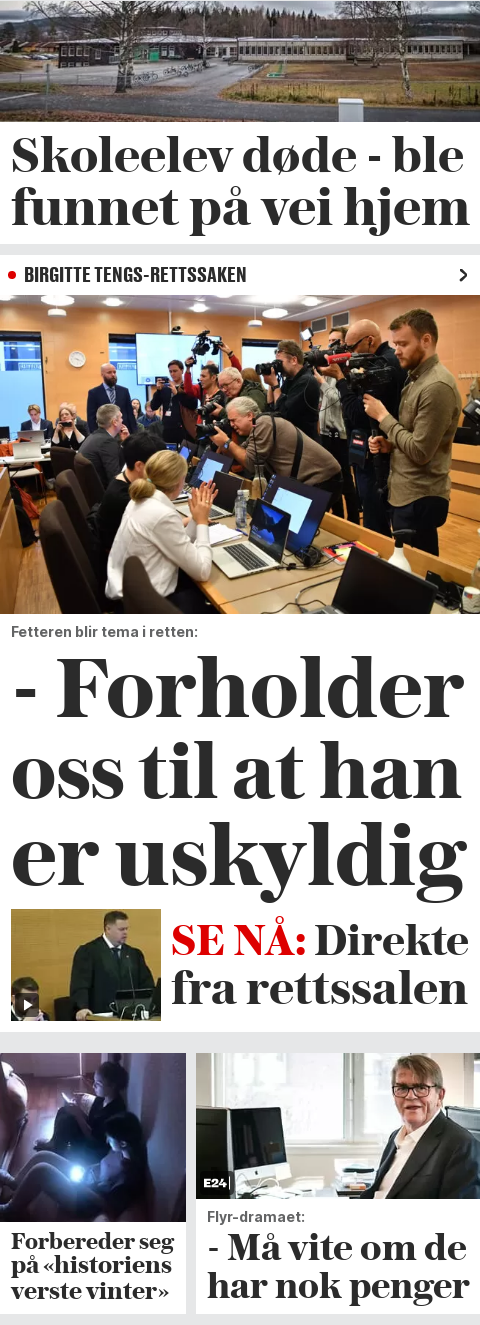 Skoleelev døde - ble
funnet på vei hjem
BIRGITTE TENGS-RETTSSAKEN
Fetteren blir tema i retten:
- Forholder
oss til at han
er uskyldig
SE NÅ: Direkte
fra rettssalen
Forbereder seg
på «historiens
verste vinter»
E24
Flyr-dramaet:
- Må vite om de
har nok penger